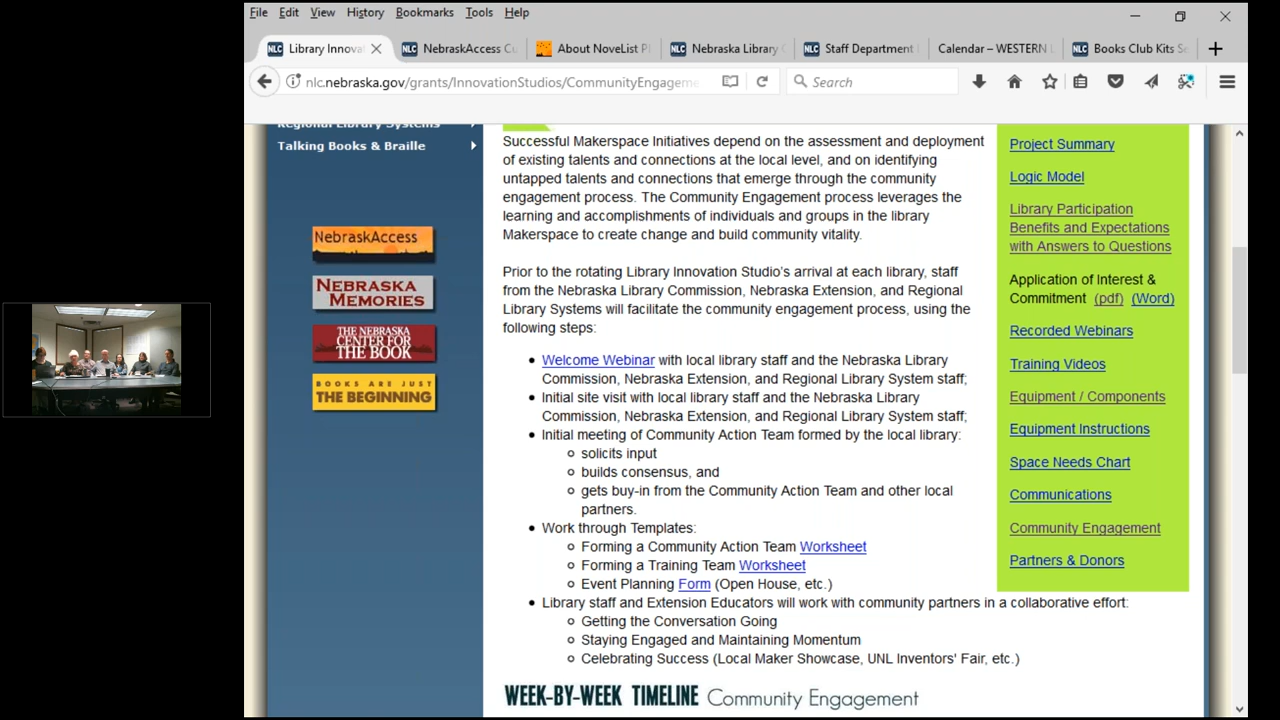 File Edit View History Bookmarks Tools Help
NLC Library Innova
NLC NebraskAccess Cu
About NoveList Pl
NLC Nebraska Library C
NLC Staff Department
Calendar – WESTERN L
NLC Books Club Kits Se
nlc.nebraska.gov/grants/InnovationStudios/CommunityEngageme
Search
Regional Library Systems
Talking Books & Braille
NebraskAccess
NEBRASKA
MEMORIES
THE NEBRASKA
CENTER FOR
THE BOOK
BOOKS ARE JUST
THE BEGINNING
Successful Makerspace Initiatives depend on the assessment and deployment
of existing talents and connections at the local level, and on identifying
untapped talents and connections that emerge through the community
engagement process. The Community Engagement process leverages the
learning and accomplishments of individuals and groups in the library
Makerspace to create change and build community vitality.
Prior to the rotating Library Innovation Studio's arrival at each library, staff
from the Nebraska Library Commission, Nebraska Extension, and Regional
Library Systems will facilitate the community engagement process, using the
following steps:
Welcome Webinar with local library staff and the Nebraska Library
Commission, Nebraska Extension, and Regional Library System staff;
Initial site visit with local library staff and the Nebraska Library
Commission, Nebraska Extension, and Regional Library System staff;
Initial meeting of Community Action Team formed by the local library:
solicits input
builds consensus, and
gets buy-in from the Community Action Team and other local
partners.
Work through Templates:
Forming a Community Action Team Worksheet
Forming a Training Team Worksheet
Event Planning Form (Open House, etc.)
Library staff and Extension Educators will work with community partners in a collaborative effort:
Getting the Conversation Going
Staying Engaged and Maintaining Momentum
Celebrating Success (Local Maker Showcase, UNL Inventors' Fair, etc.)
WEEK-BY-WEEK TIMELINE Community Engagement
Project Summary
Logic Model
Library Participation
Benefits and Expectations
with Answers to Questions
Application of Interest &
Commitment (pdf) (Word)
Recorded Webinars
Training Videos
Equipment / Components
Equipment Instructions
Space Needs Chart
Communications
Community Engagement
Partners & Donors